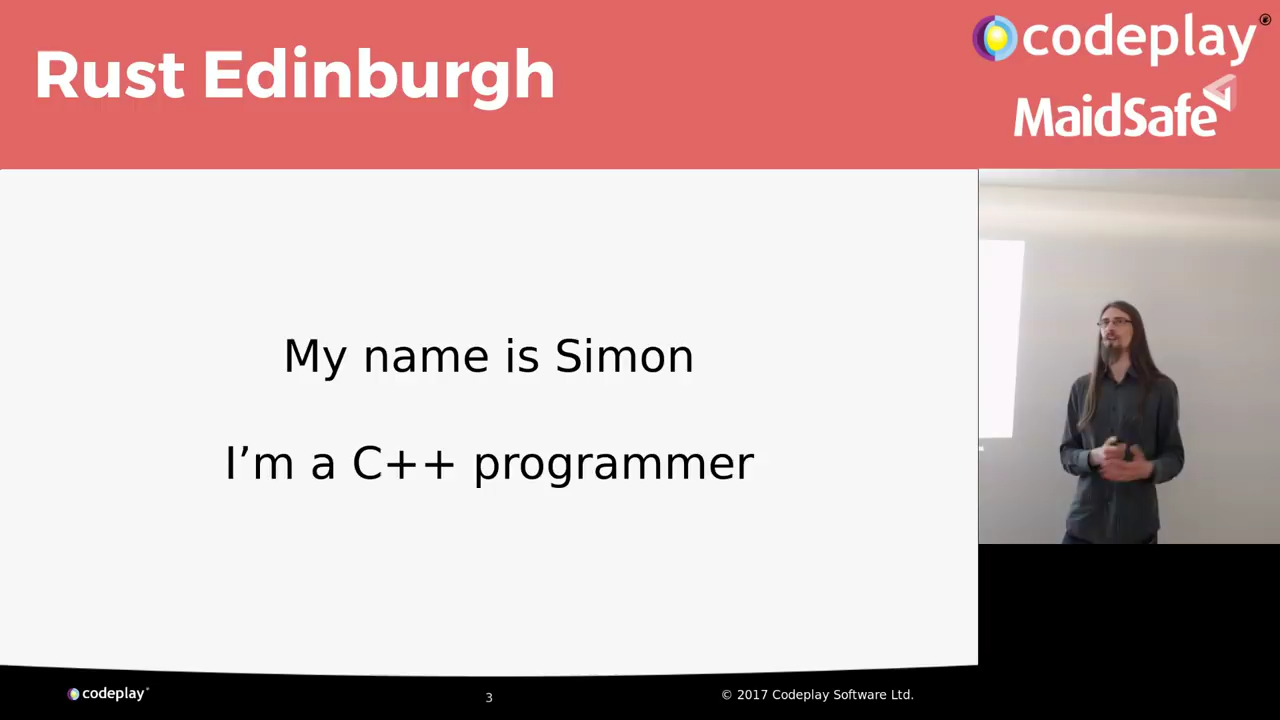 Rust Edinburgh
codeplay®
MaidSafe
My name is Simon
I’m a C++ programmer
codeplay®
3
© 2017 Codeplay Software Ltd.